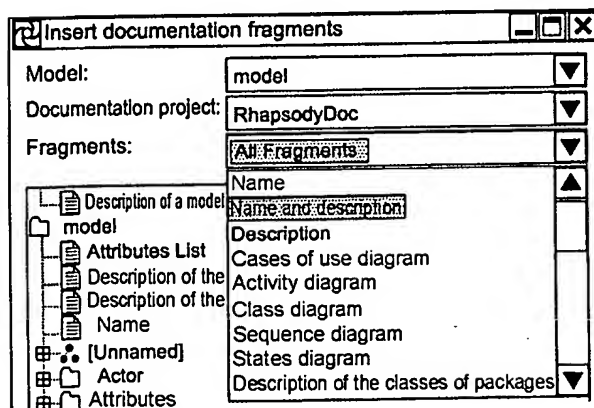 Insert documentation fragments
Model: model
Documentation project: RhapsodyDoc
Fragments: All Fragments
Name
Name and description
Description
Cases of use diagram
Activity diagram
Class diagram
Sequence diagram
States diagram
Description of the classes of packages
Description of a model
model
Attributes List
Description of the
Description of the
Name
[Unnamed]
Actor
Attributes